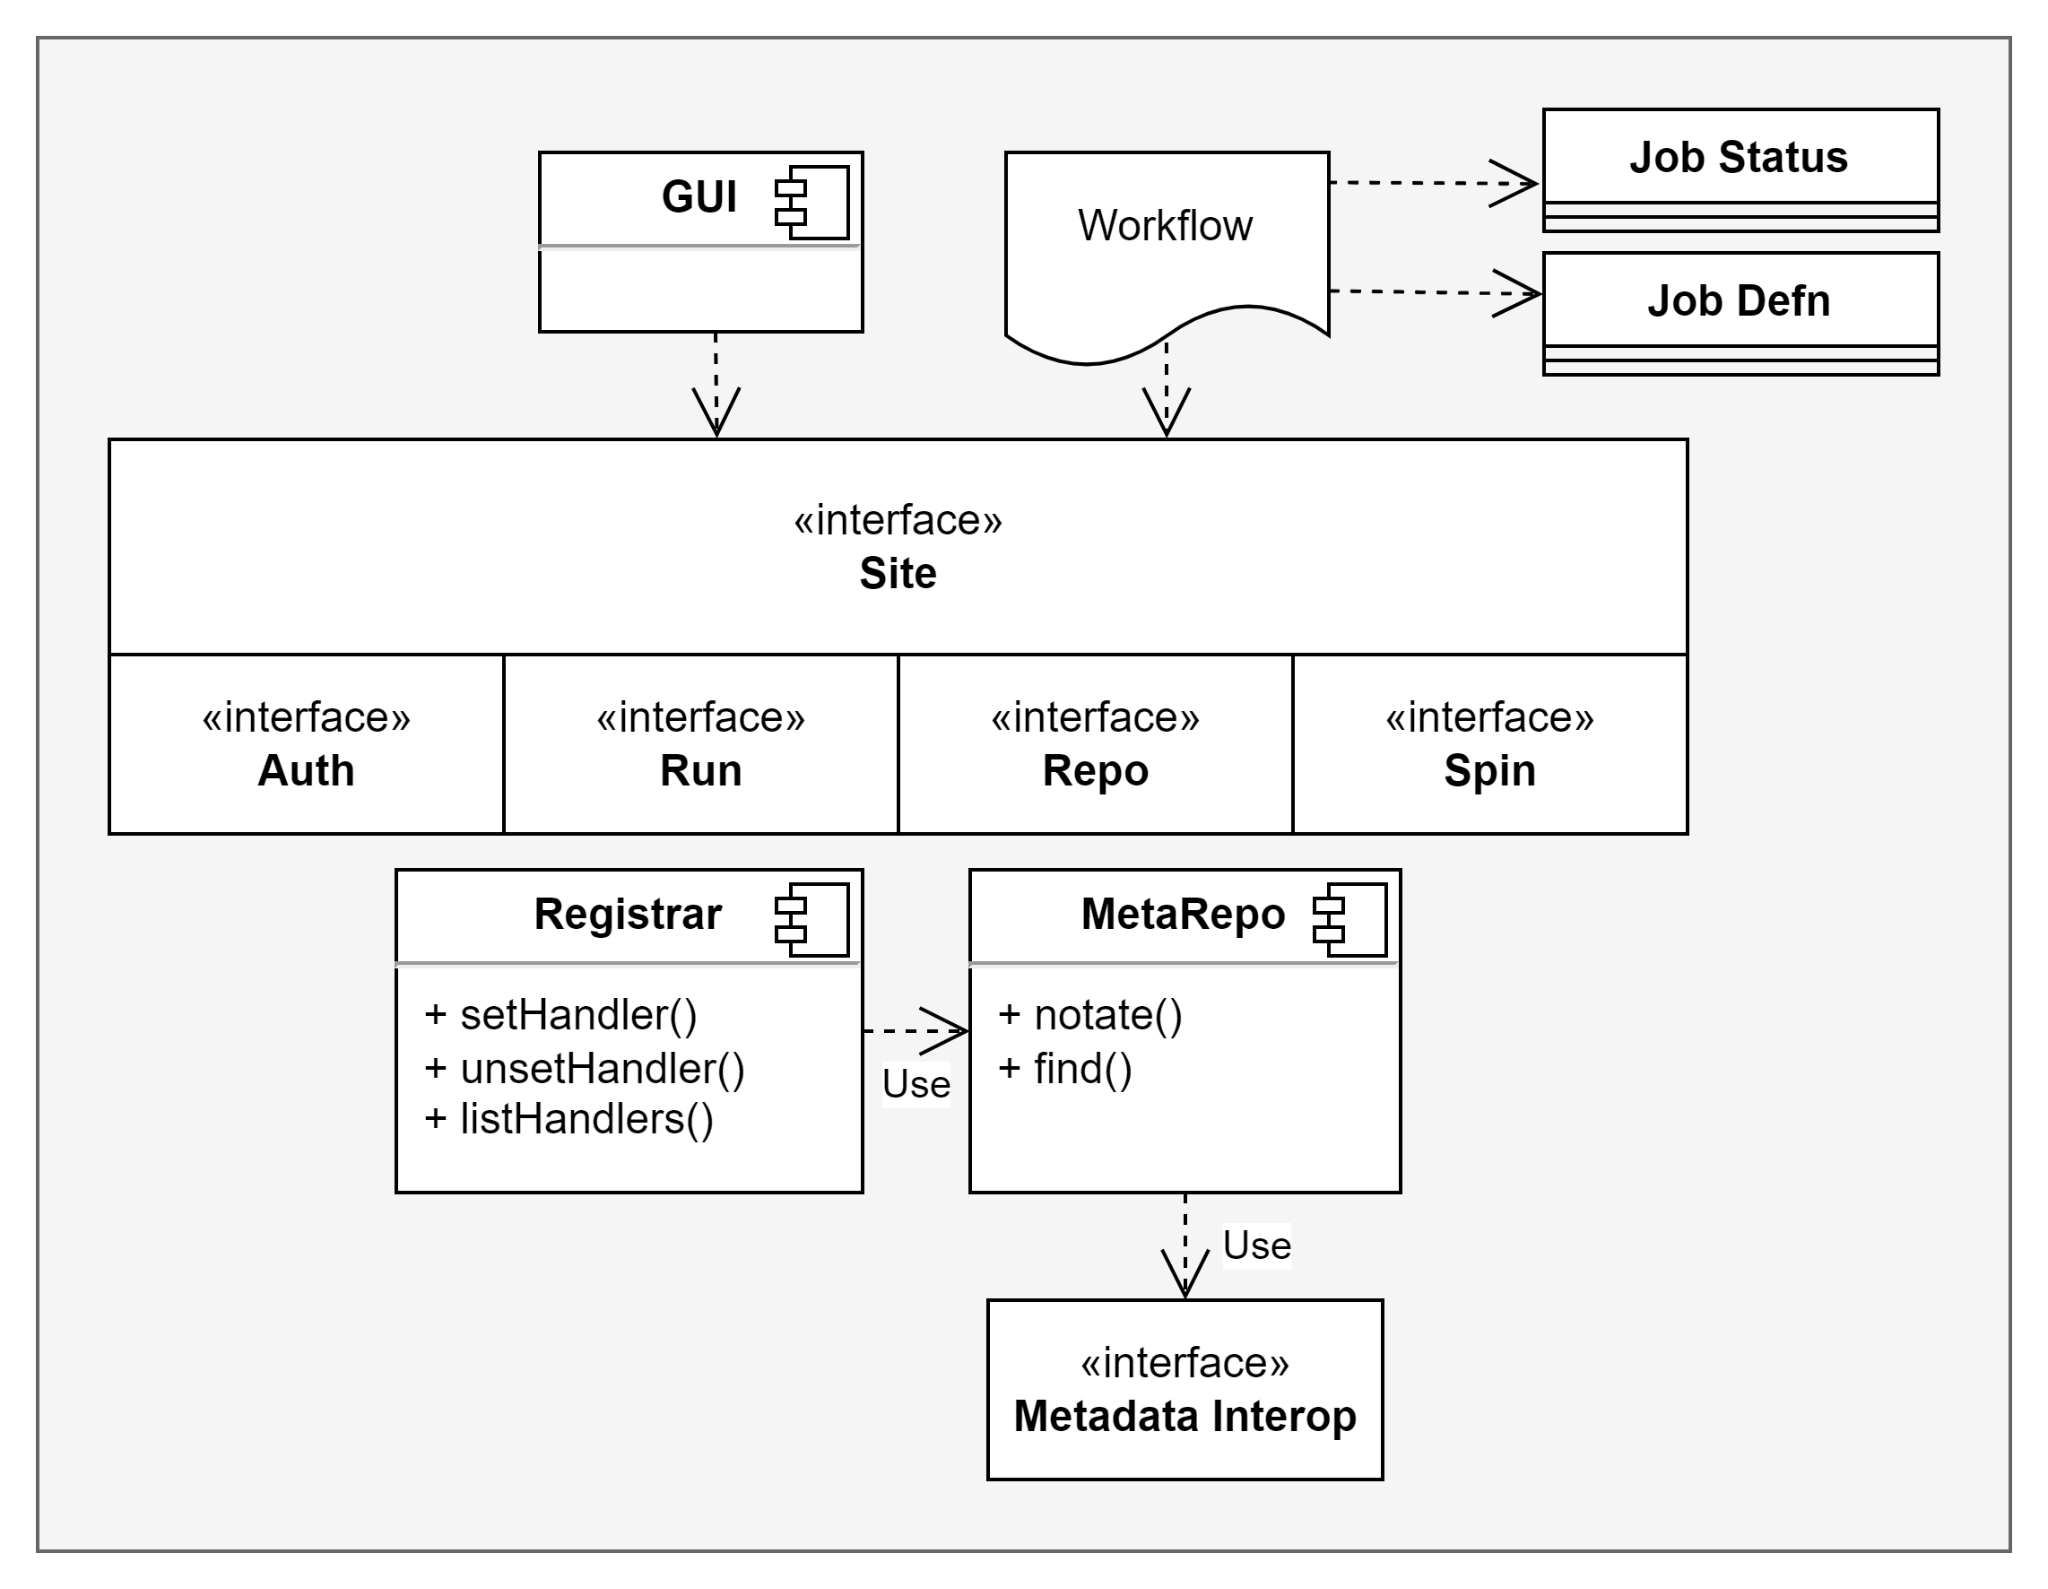 GUI
Workflow
Job Status
Job Defn
«interface»
Site
«interface»
Auth
«interface»
Run
«interface»
Repo
«interface»
Spin
Registrar
+ setHandler()
+ unsetHandler()
+ listHandlers()
Use
MetaRepo
+ notate()
+ find()
Use
«interface»
Metadata Interop